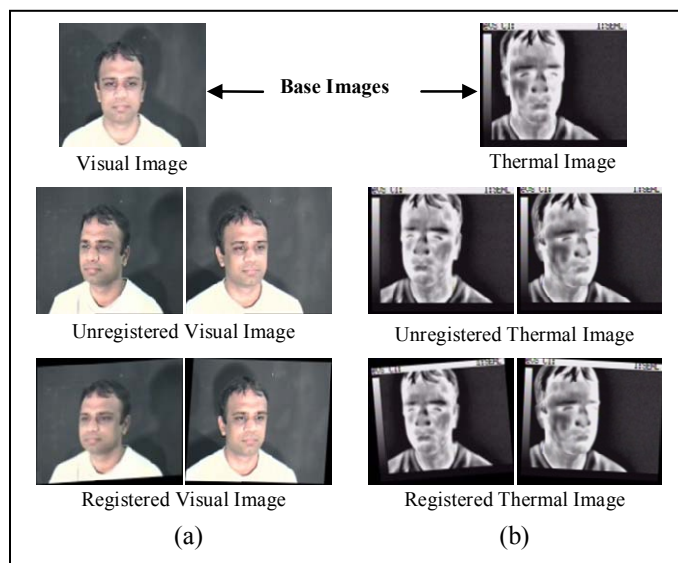 Base Images
Visual Image
Thermal Image
Unregistered Visual Image
Unregistered Thermal Image
Registered Visual Image
Registered Thermal Image
(a)
(b)